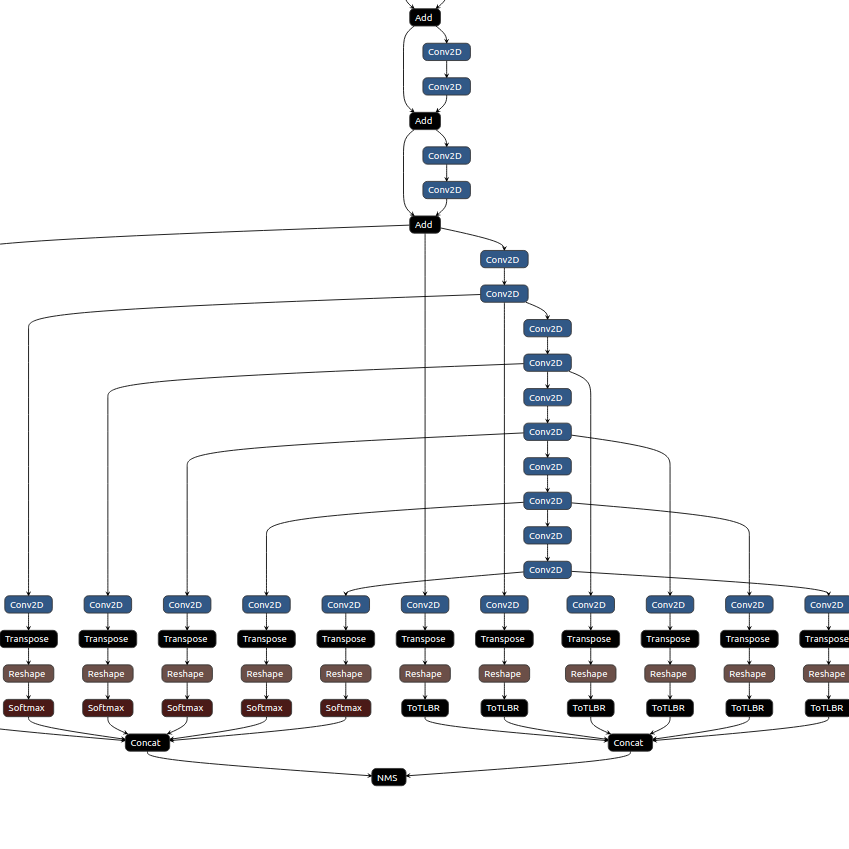 Add
Conv2D
Conv2D
Add
Conv2D
Conv2D
Add
Conv2D
Conv2D
Conv2D
Conv2D
Conv2D
Conv2D
Conv2D
Conv2D
Conv2D
Conv2D
Conv2D Conv2D Conv2D Conv2D Conv2D Conv2D Conv2D Conv2D Conv2D Conv2D Conv2D
Transpose Transpose Transpose Transpose Transpose Transpose Transpose Transpose Transpose Transpose Transpose
Reshape Reshape Reshape Reshape Reshape Reshape Reshape Reshape Reshape Reshape Reshape
Softmax Softmax Softmax Softmax Softmax ToTLBR ToTLBR ToTLBR ToTLBR ToTLBR ToTLBR
Concat Concat
NMS